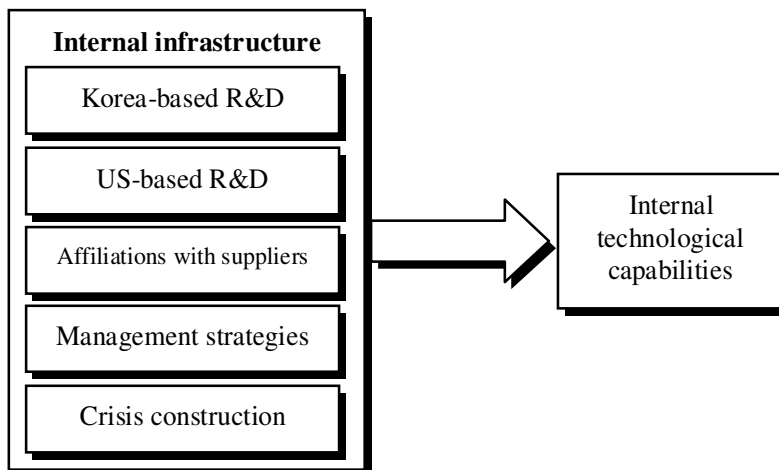 Internal infrastructure
Korea-based R&D
US-based R&D
Affiliations with suppliers
Management strategies
Crisis construction
Internal
technological
capabilities